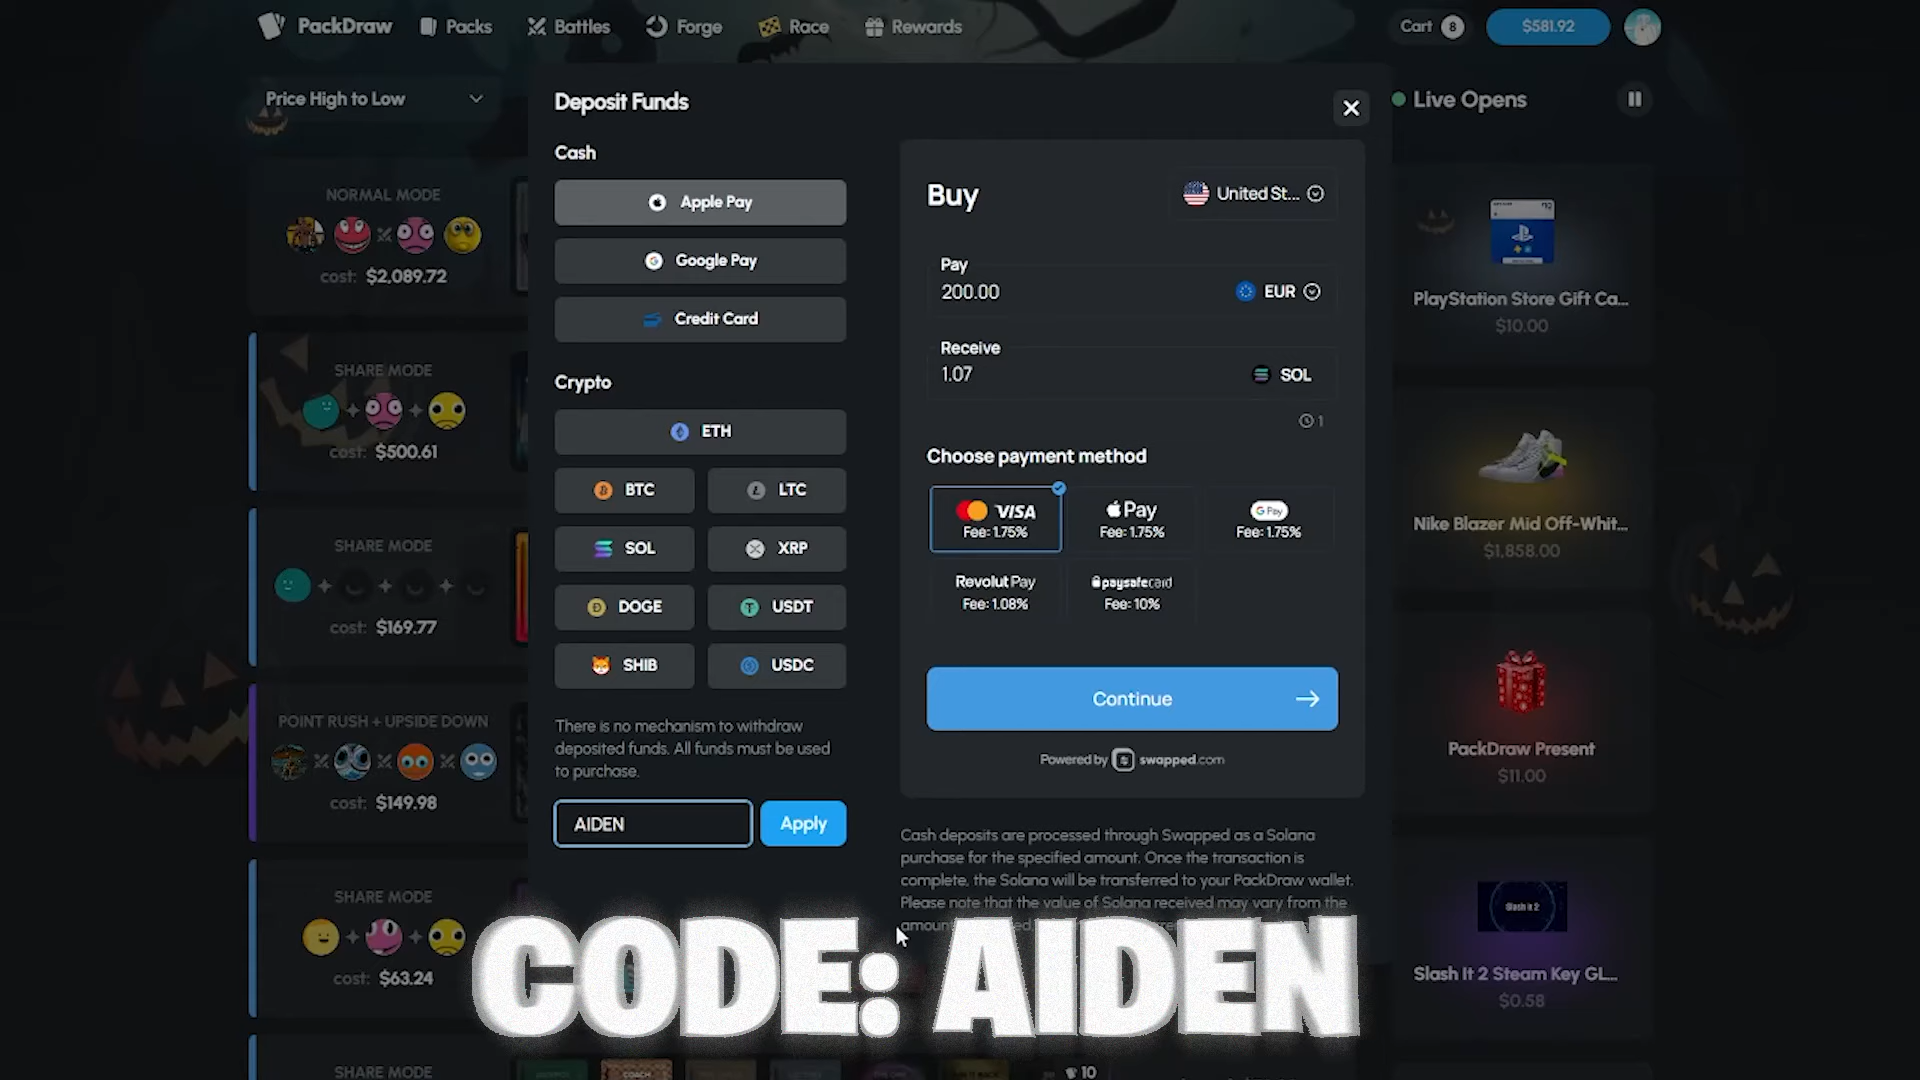 PackDraw
Packs
Battles
Forge
Race
Rewards
Cart 8
$581.92
Price High to Low
NORMAL MODE
cost: $2,089.72
SHARE MODE
cost: $500.61
SHARE MODE
cost: $169.77
POINT RUSH + UPSIDE DOWN
cost: $149.98
SHARE MODE
cost: $63.24
SHARE MODE
Deposit Funds
Cash
Apple Pay
Google Pay
Credit Card
Crypto
ETH
BTC
LTC
SOL
XRP
DOGE
USDT
SHIB
USDC
There is no mechanism to withdraw
deposited funds. All funds must be used
to purchase.
AIDEN
Apply
Buy
United St...
Pay
200.00
EUR
Receive
1.07
SOL
1
Choose payment method
VISA
Fee: 1.75%
Pay
Fee: 1.75%
G Pay
Fee: 1.75%
Revolut Pay
Fee: 1.08%
paysafecard
Fee: 10%
Continue
Powered by swapped.com
Cash deposits are processed through Swapped as a Solana
purchase for the specified amount. Once the transaction is
complete, the Solana will be transferred to your PackDraw wallet.
Please note that the value of Solana received may vary from the
CODE: AIDEN
COACH
10
Live Opens
PlayStation Store Gift Ca...
$10.00
Nike Blazer Mid Off-Whit...
$1,858.00
PackDraw Present
$11.00
Slash It 2
Slash It 2 Steam Key GL...
$0.58